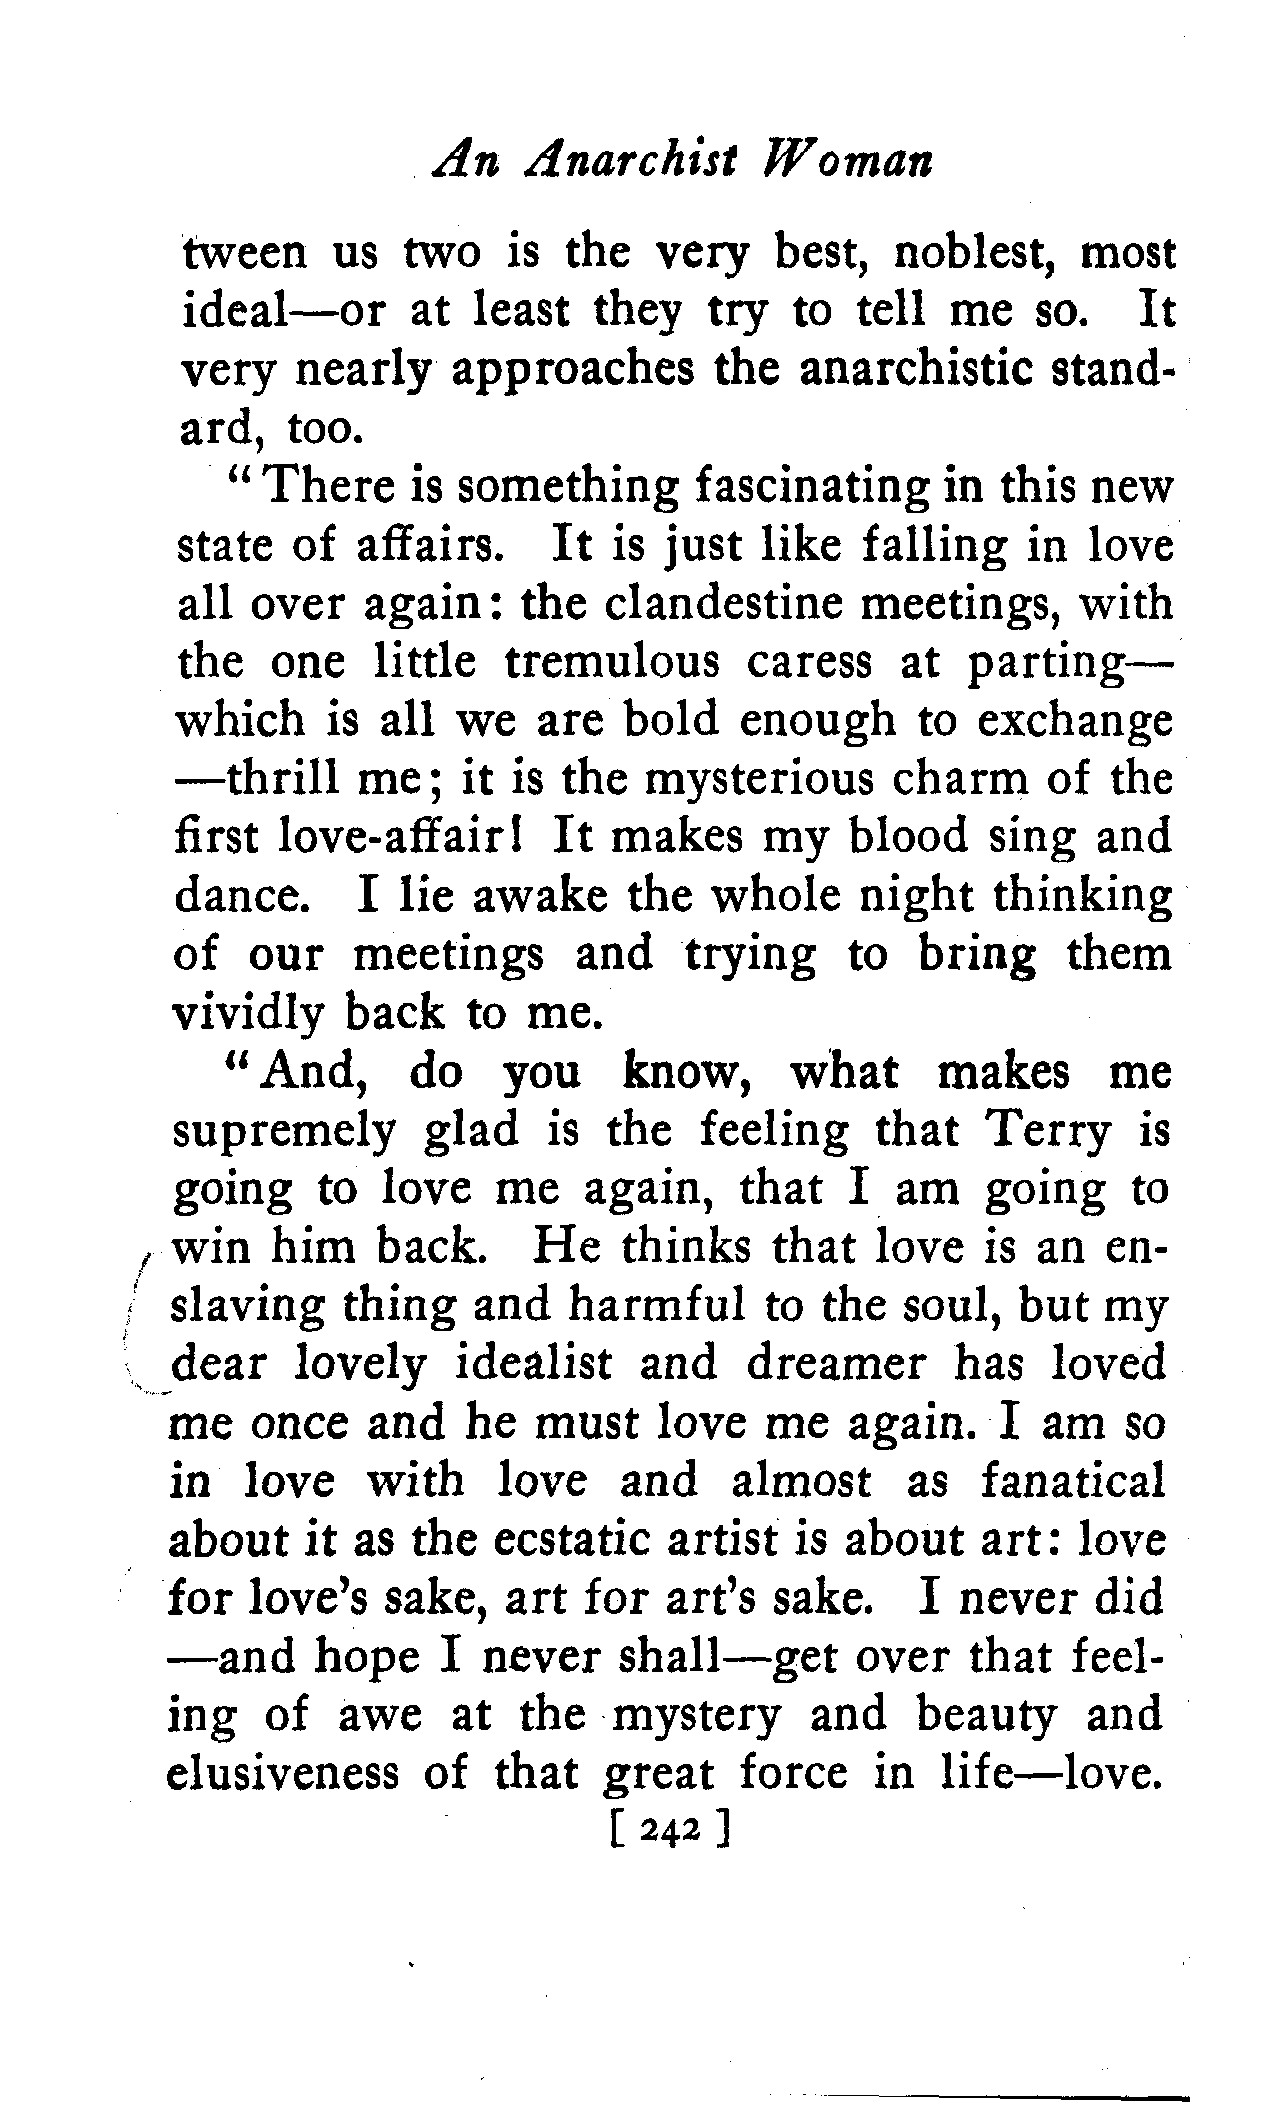 An Anarchist Woman
tween us two is the very best, noblest, most
ideal—or at least they try to tell me so. It
very nearly approaches the anarchistic stand-
ard, too.
“There is something fascinating in this new
state of affairs. It is just like falling in love
all over again: the clandestine meetings, with
the one little tremulous caress at parting—
which is all we are bold enough to exchange
—thrill me; it is the mysterious charm of the
first love-affair! It makes my blood sing and
dance. I lie awake the whole night thinking
of our meetings and trying to bring them
vividly back to me.
“And, do you know, what makes me
supremely glad is the feeling that Terry is
going to love me again, that I am going to
win him back. He thinks that love is an en-
slaving thing and harmful to the soul, but my
dear lovely idealist and dreamer has loved
me once and he must love me again. I am so
in love with love and almost as fanatical
about it as the ecstatic artist is about art: love
for love's sake, art for art's sake. I never did
—and hope I never shall—get over that feel-
ing of awe at the mystery and beauty and
elusiveness of that great force in life—love.
[ 242 ]